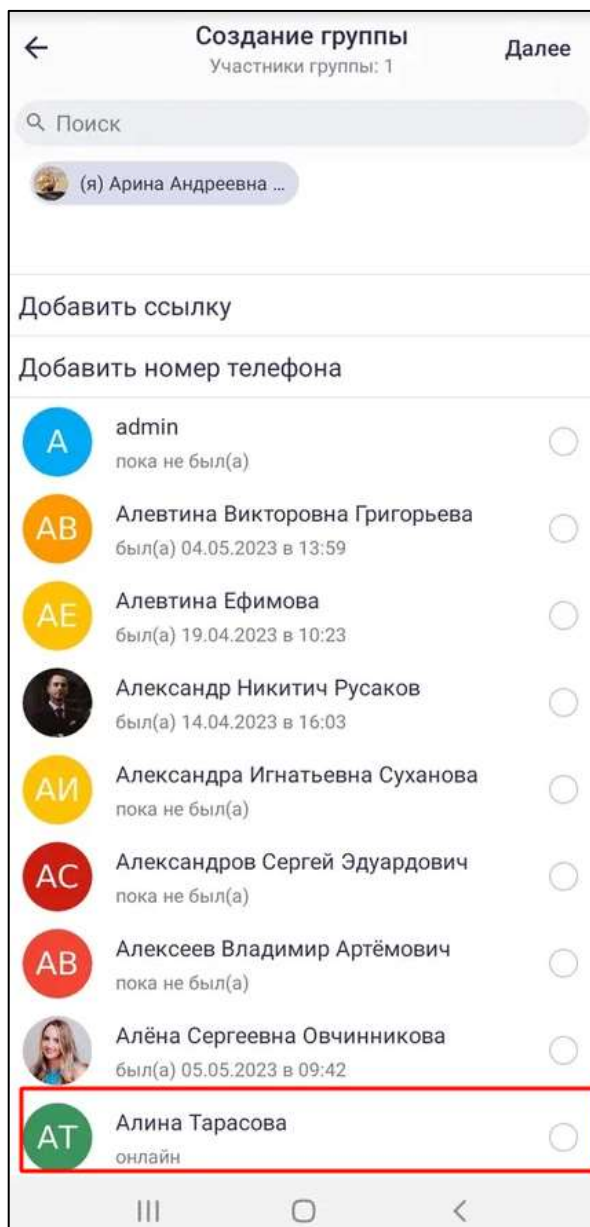 Создание группы
Участники группы: 1
Далее
Поиск
(я) Арина Андреевна ...
Добавить ссылку
Добавить номер телефона
A
admin
пока не был(а)
АВ
Алевтина Викторовна Григорьева
был(а) 04.05.2023 в 13:59
АЕ
Алевтина Ефимова
был(а) 19.04.2023 в 10:23
Александр Никитич Русаков
был(а) 14.04.2023 в 16:03
АИ
Александра Игнатьевна Суханова
пока не был(а)
АС
Александров Сергей Эдуардович
пока не был(а)
АВ
Алексеев Владимир Артёмович
пока не был(а)
Алёна Сергеевна Овчинникова
был(а) 05.05.2023 в 09:42
АТ
Алина Тарасова
онлайн